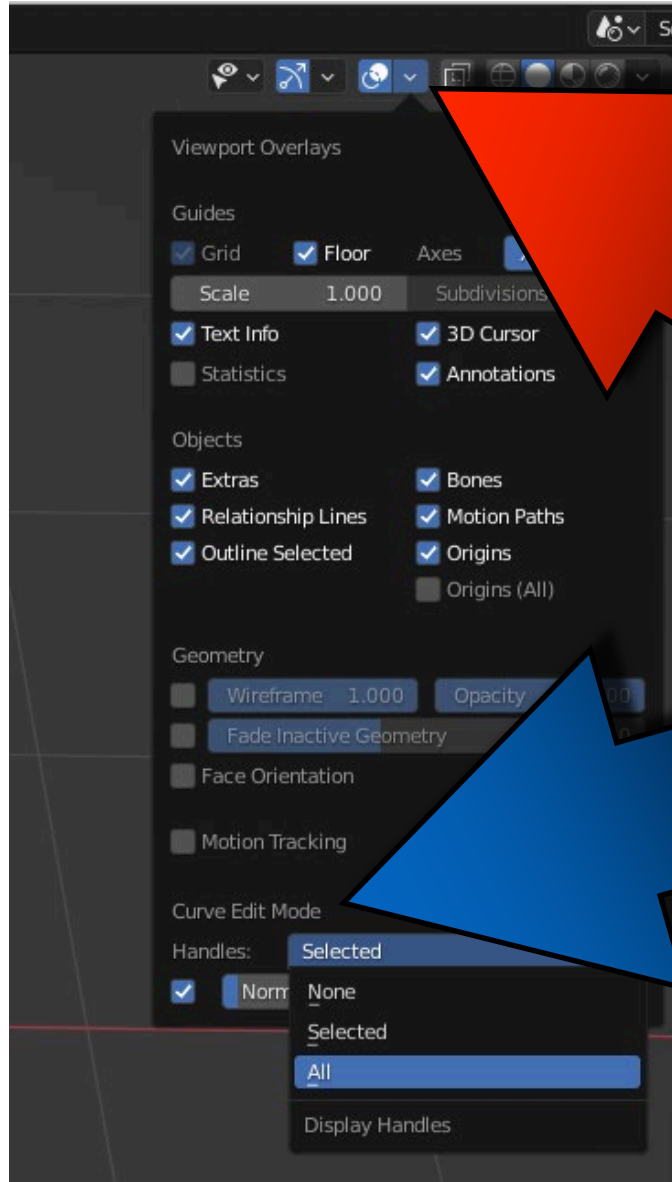 S
Viewport Overlays
Guides
Grid Floor Axes
Scale 1.000 Subdivisions
Text Info 3D Cursor
Statistics Annotations
Objects
Extras Bones
Relationship Lines Motion Paths
Outline Selected Origins
Origins (All)
Geometry
Wireframe 1.000 Opacity 00
Fade Inactive Geometry 0
Face Orientation
Motion Tracking
Curve Edit Mode
Handles: Selected
Norm
None
Selected
All
Display Handles